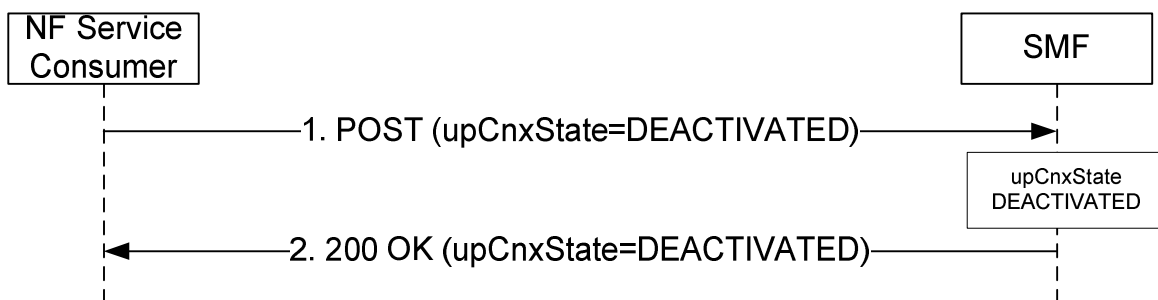 NF Service
Consumer
SMF
1. POST (upCnxState=DEACTIVATED)
upCnxState
DEACTIVATED
2. 200 OK (upCnxState=DEACTIVATED)